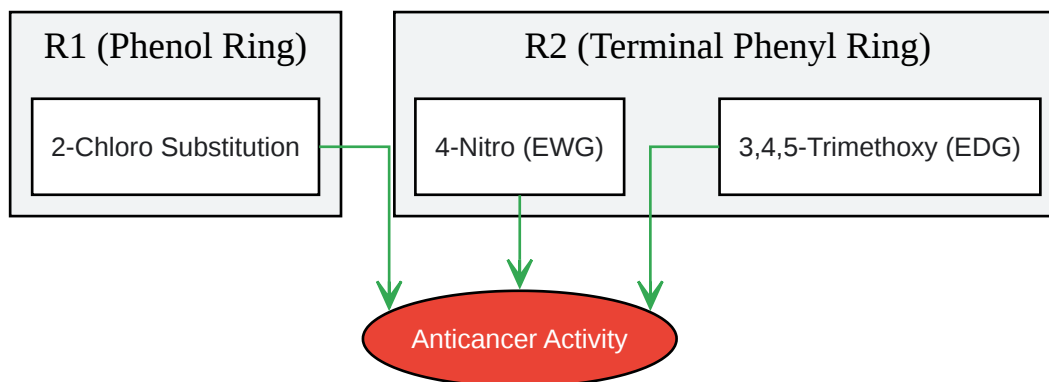 R1 (Phenol Ring)
R2 (Terminal Phenyl Ring)
2-Chloro Substitution
4-Nitro (EWG)
3,4,5-Trimethoxy (EDG)
Anticancer Activity